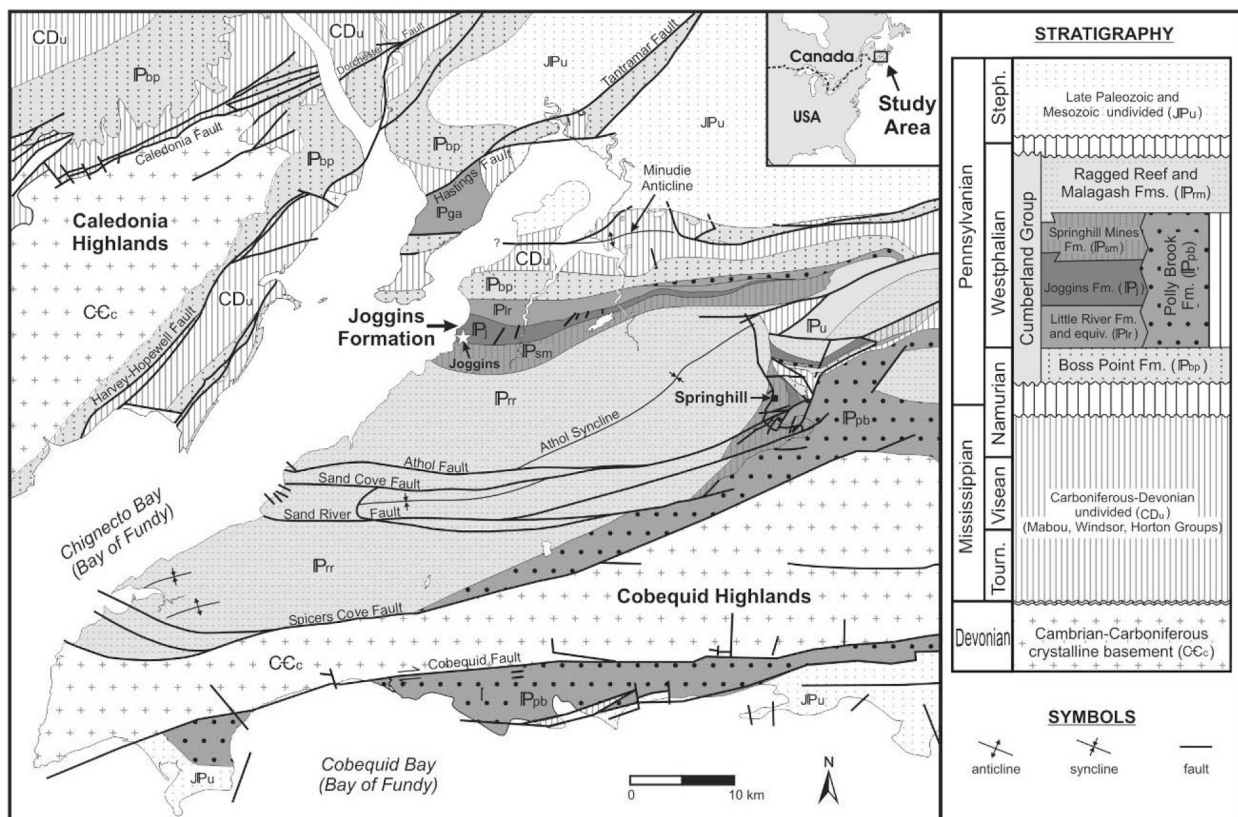 CDu
CDu
Dorchester Fault
ℙbp
JPu
Tantramar Fault
Canada
USA
Study
Area
Caledonia Fault
ℙbp
ℙbp
JPu
Hastings Fault
Minudie
Anticline
ℙga
Caledonia
Highlands
?
CDu
CDu
ℙbp
C-Єc
Joggins
Formation
ℙlr
ℙj
Joggins
ℙsm
ℙu
Harvey-Hopewell Fault
ℙrr
Springhill
Athol Syncline
ℙpb
Athol Fault
Sand Cove Fault
Sand River Fault
Chignecto Bay
(Bay of Fundy)
ℙrr
Spicers Cove Fault
Cobequid Highlands
C-Єc
Cobequid Fault
ℙpb
JPu
JPu
Cobequid Bay
(Bay of Fundy)
0 10 km
N
STRATIGRAPHY
Steph.
Late Paleozoic and
Mesozoic undivided (JPu)
Pennsylvanian
Westphalian
Cumberland Group
Ragged Reef and
Malagash Fms. (ℙrm)
Springhill Mines
Fm. (ℙsm)
Joggins Fm. (ℙj)
Little River Fm.
and equiv. (ℙlr)
Polly Brook
Fm. (ℙpb)
Boss Point Fm. (ℙbp)
Namurian
Mississippian
Visean
Tourn.
Carboniferous-Devonian
undivided (CDu)
(Mabou, Windsor, Horton Groups)
Devonian
Cambrian-Carboniferous
crystalline basement (C-Єc)
SYMBOLS
anticline
syncline
fault